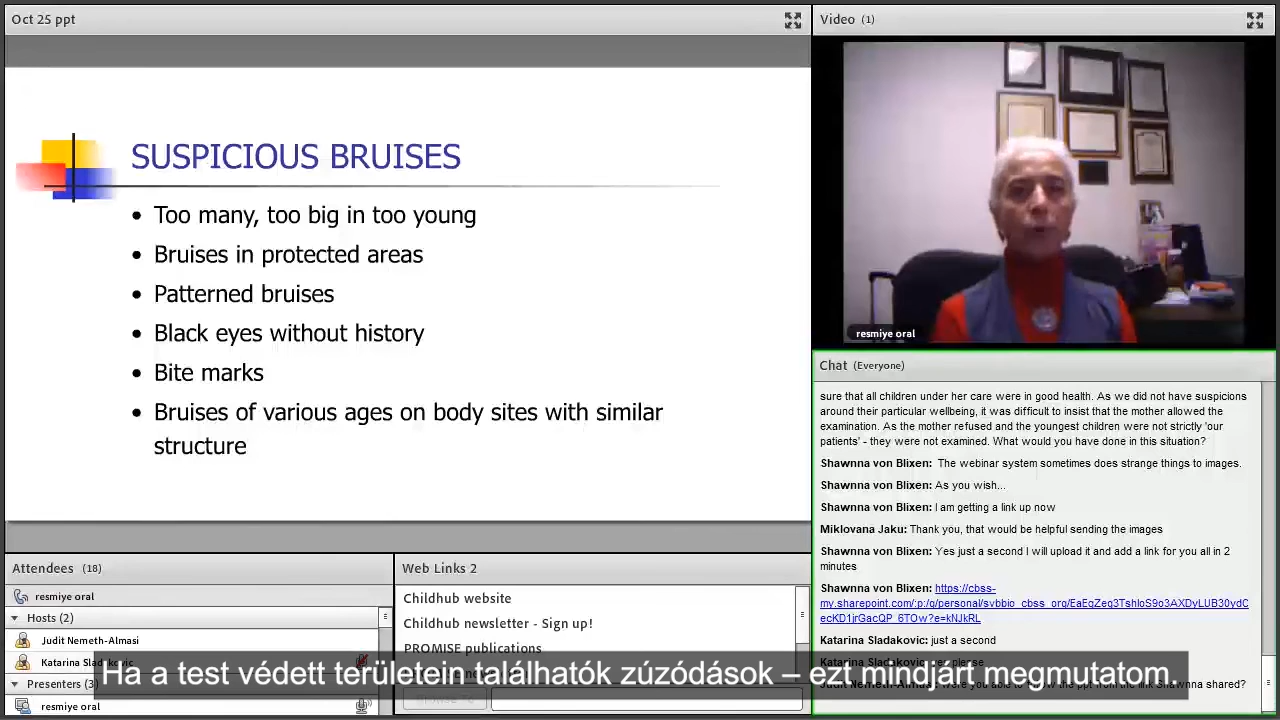 Oct 25 ppt
SUSPICIOUS BRUISES
• Too many, too big in too young
• Bruises in protected areas
• Patterned bruises
• Black eyes without history
• Bite marks
• Bruises of various ages on body sites with similar
structure
Video (1)
resmiye oral
Chat (Everyone)
sure that all children under her care were in good health. As we did not have suspicions
around their particular wellbeing, it was difficult to insist that the mother allowed the
examination. As the mother refused and the youngest children were not strictly 'our
patients' - they were not examined. What would you have done in this situation?
Shawnna von Blixen: The webinar system sometimes does strange things to images.
Shawnna von Blixen: As you wish...
Shawnna von Blixen: I am getting a link up now
Miklovana Jaku: Thank you, that would be helpful sending the images
Shawnna von Blixen: Yes just a second I will upload it and add a link for you all in 2
minutes
Shawnna von Blixen: https://cbss-
Katarina Sladakovic: just a second
Attendees (18)
resmiye oral
Hosts (2)
Judit Nemeth-Almasi
Presenters (3)
resmiye oral
Web Links 2
Childhub website
Childhub newsletter - Sign up!
PROMISE publications
Ha a test védett területein találhatók zúzódások – ezt mindjárt megmutatom.